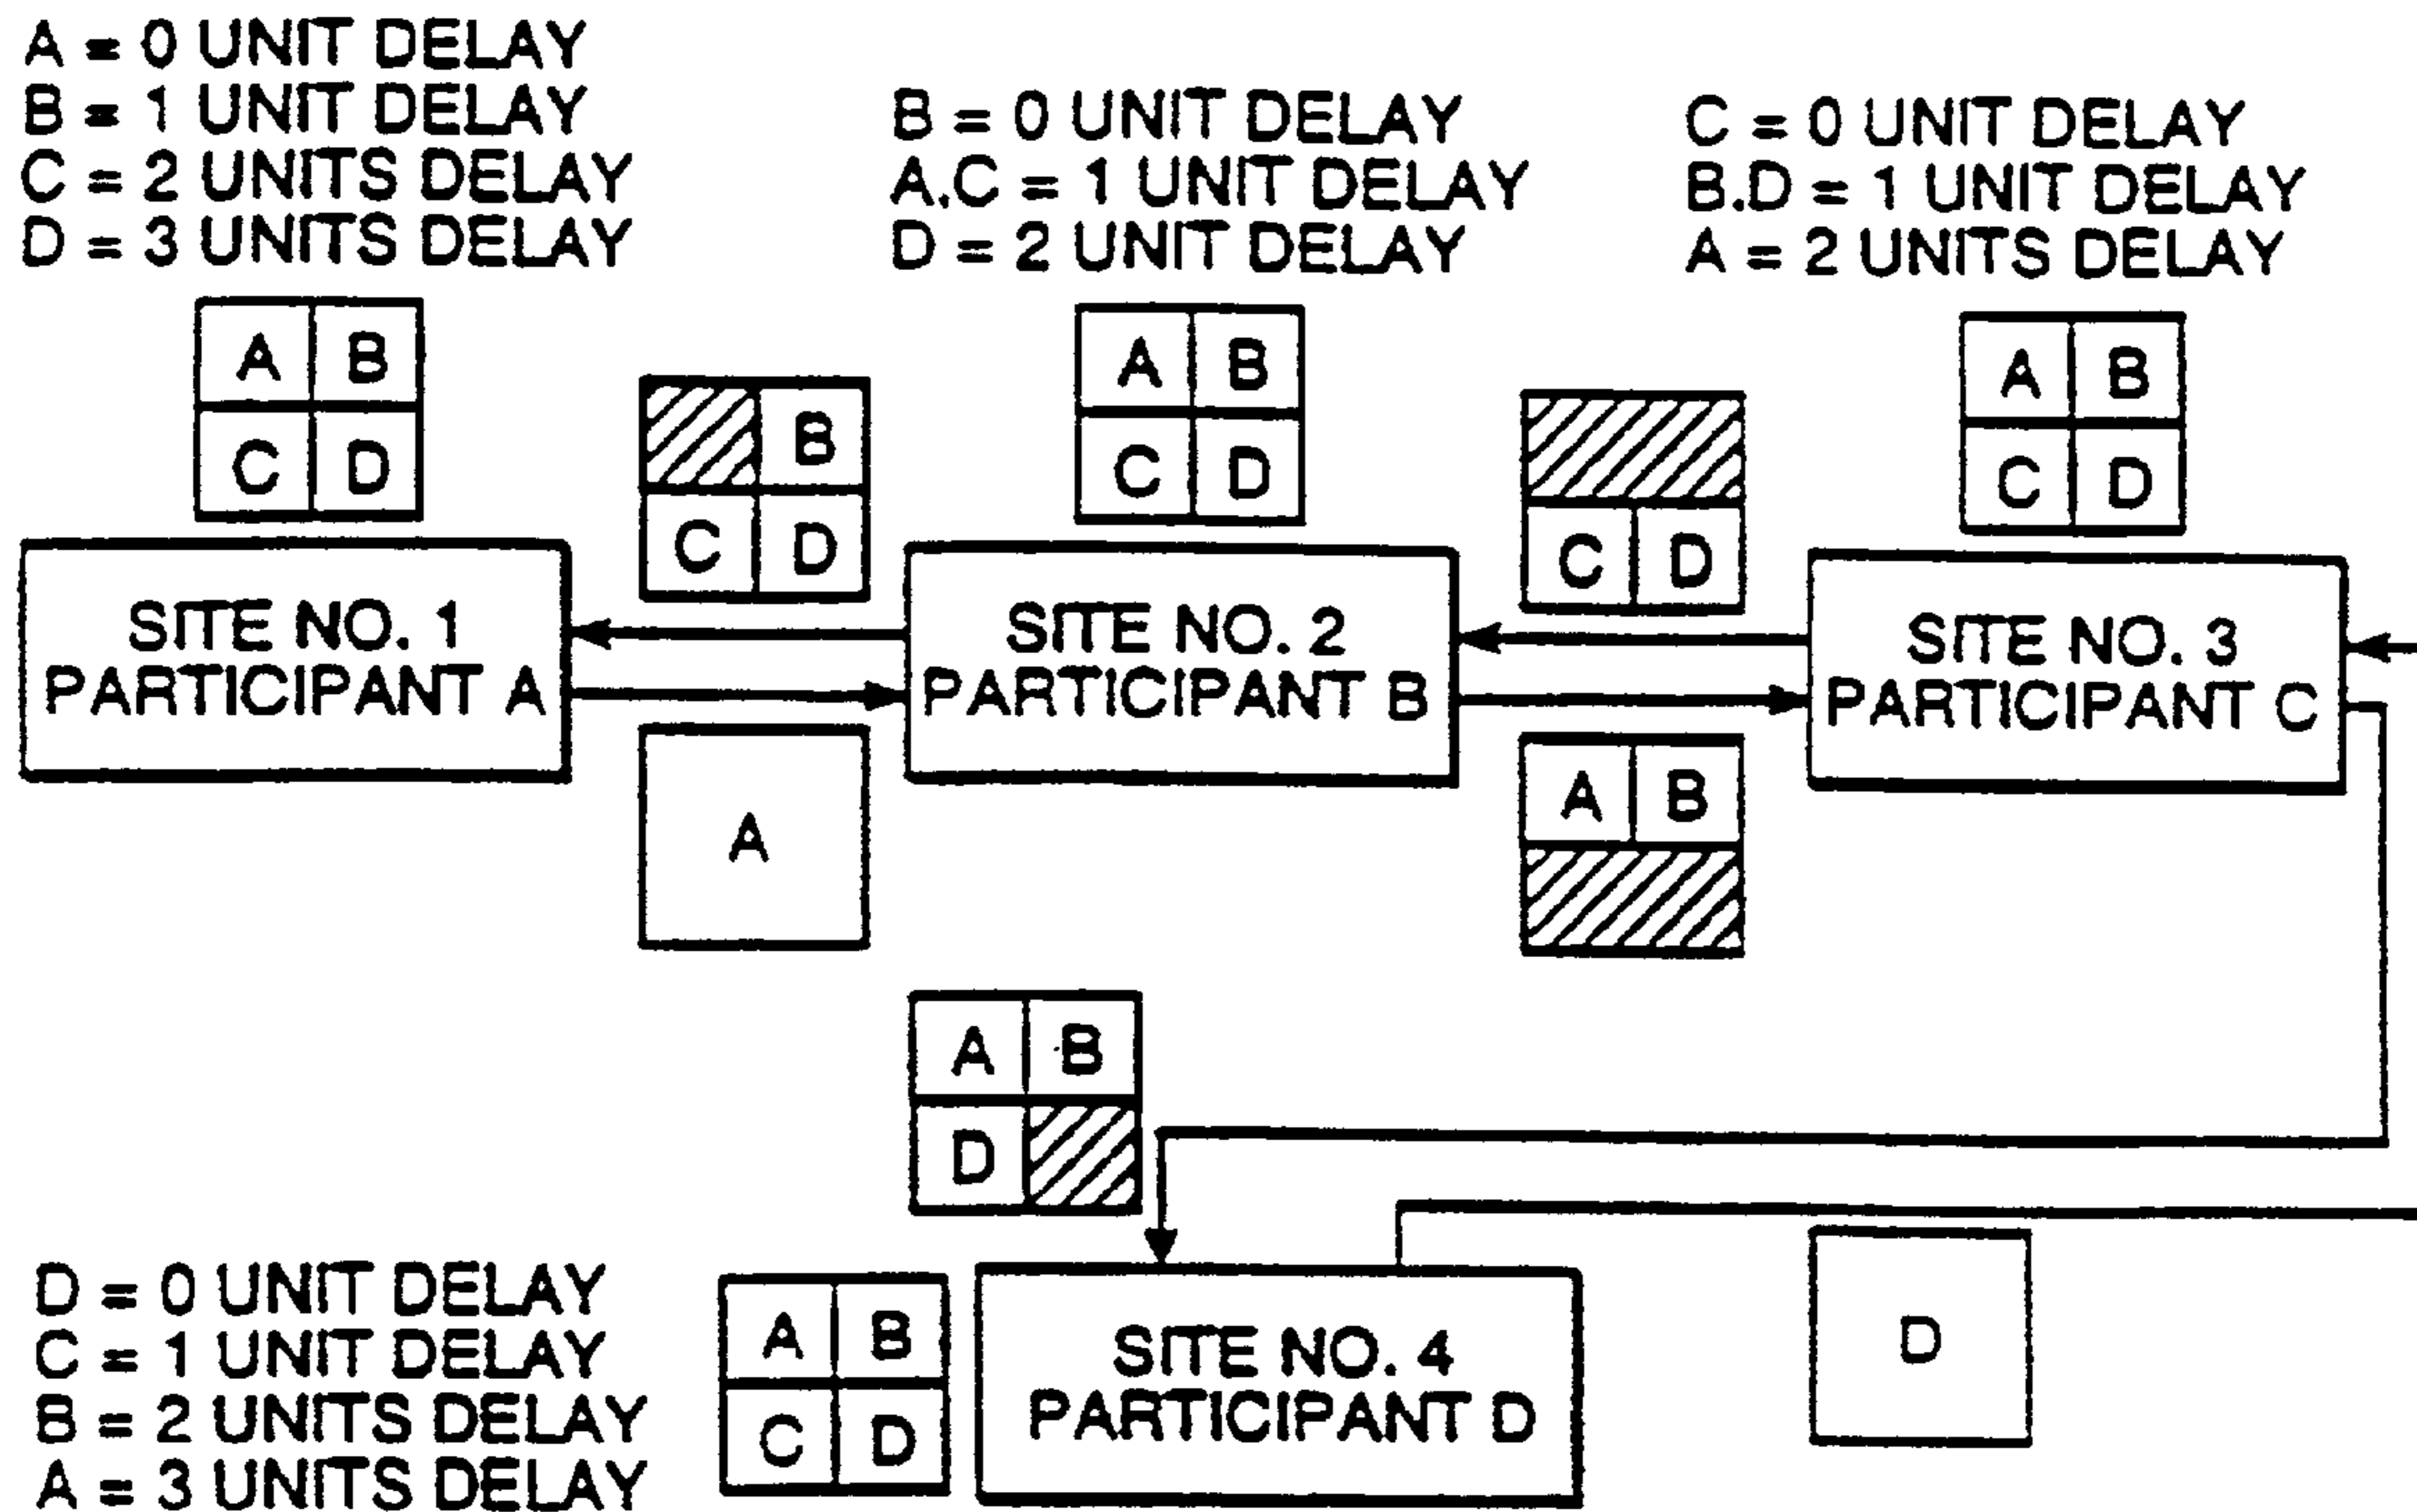 A = 0 UNIT DELAY
B = 1 UNIT DELAY
C = 2 UNITS DELAY
D = 3 UNITS DELAY
B = 0 UNIT DELAY
A.C = 1 UNIT DELAY
D = 2 UNIT DELAY
C = 0 UNIT DELAY
B.D = 1 UNIT DELAY
A = 2 UNITS DELAY
A B
C D
B
C D
A B
C D
C D
A B
C D
SITE NO. 1
PARTICIPANT A
SITE NO. 2
PARTICIPANT B
SITE NO. 3
PARTICIPANT C
A
A B
A B
D
D = 0 UNIT DELAY
C = 1 UNIT DELAY
B = 2 UNITS DELAY
A = 3 UNITS DELAY
A B
C D
SITE NO. 4
PARTICIPANT D
D